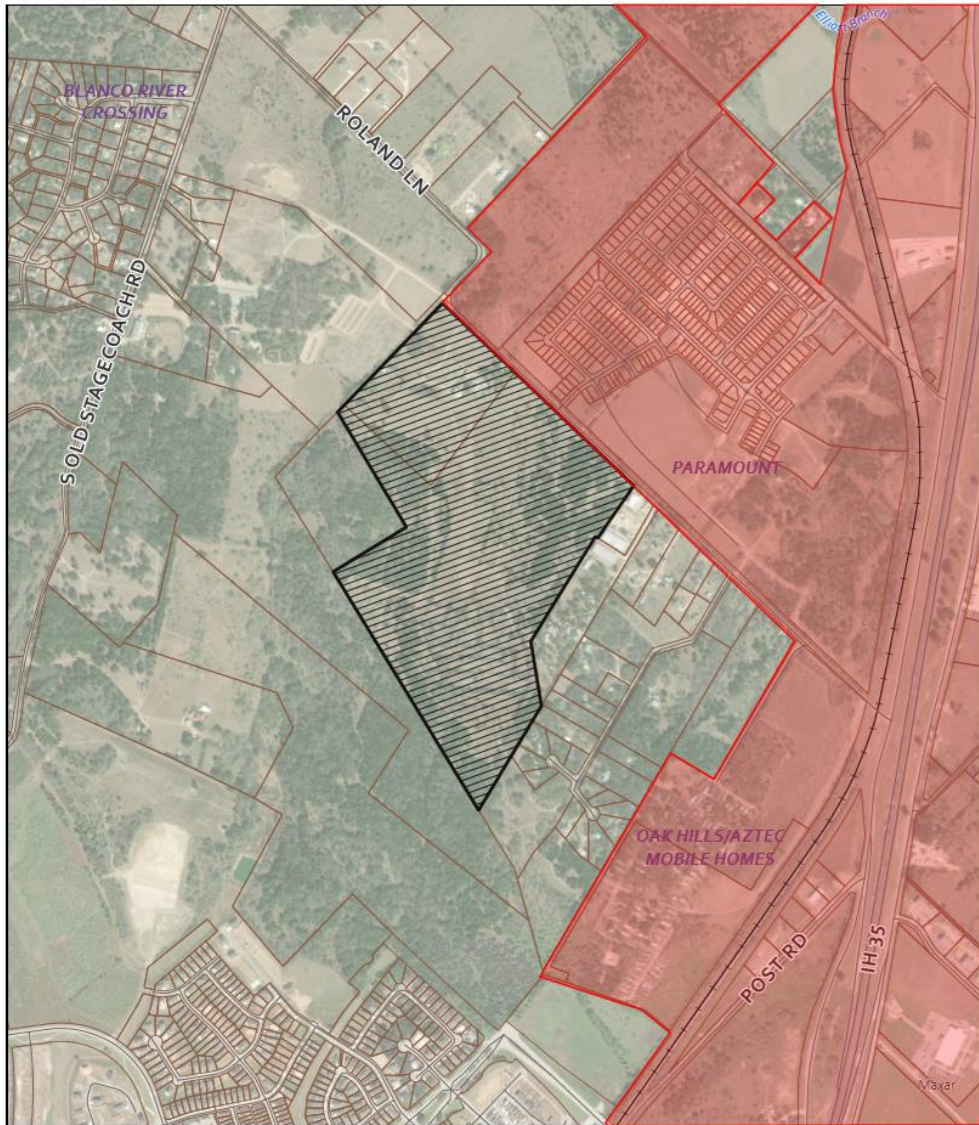 Elliott Branch
BLANCO RIVER
CROSSING
ROLAND LN
S OLD STAGECOACH RD
PARAMOUNT
OAK HILLS/AZTEC
MOBILE HOMES
POST RD
IH 35
Maxar